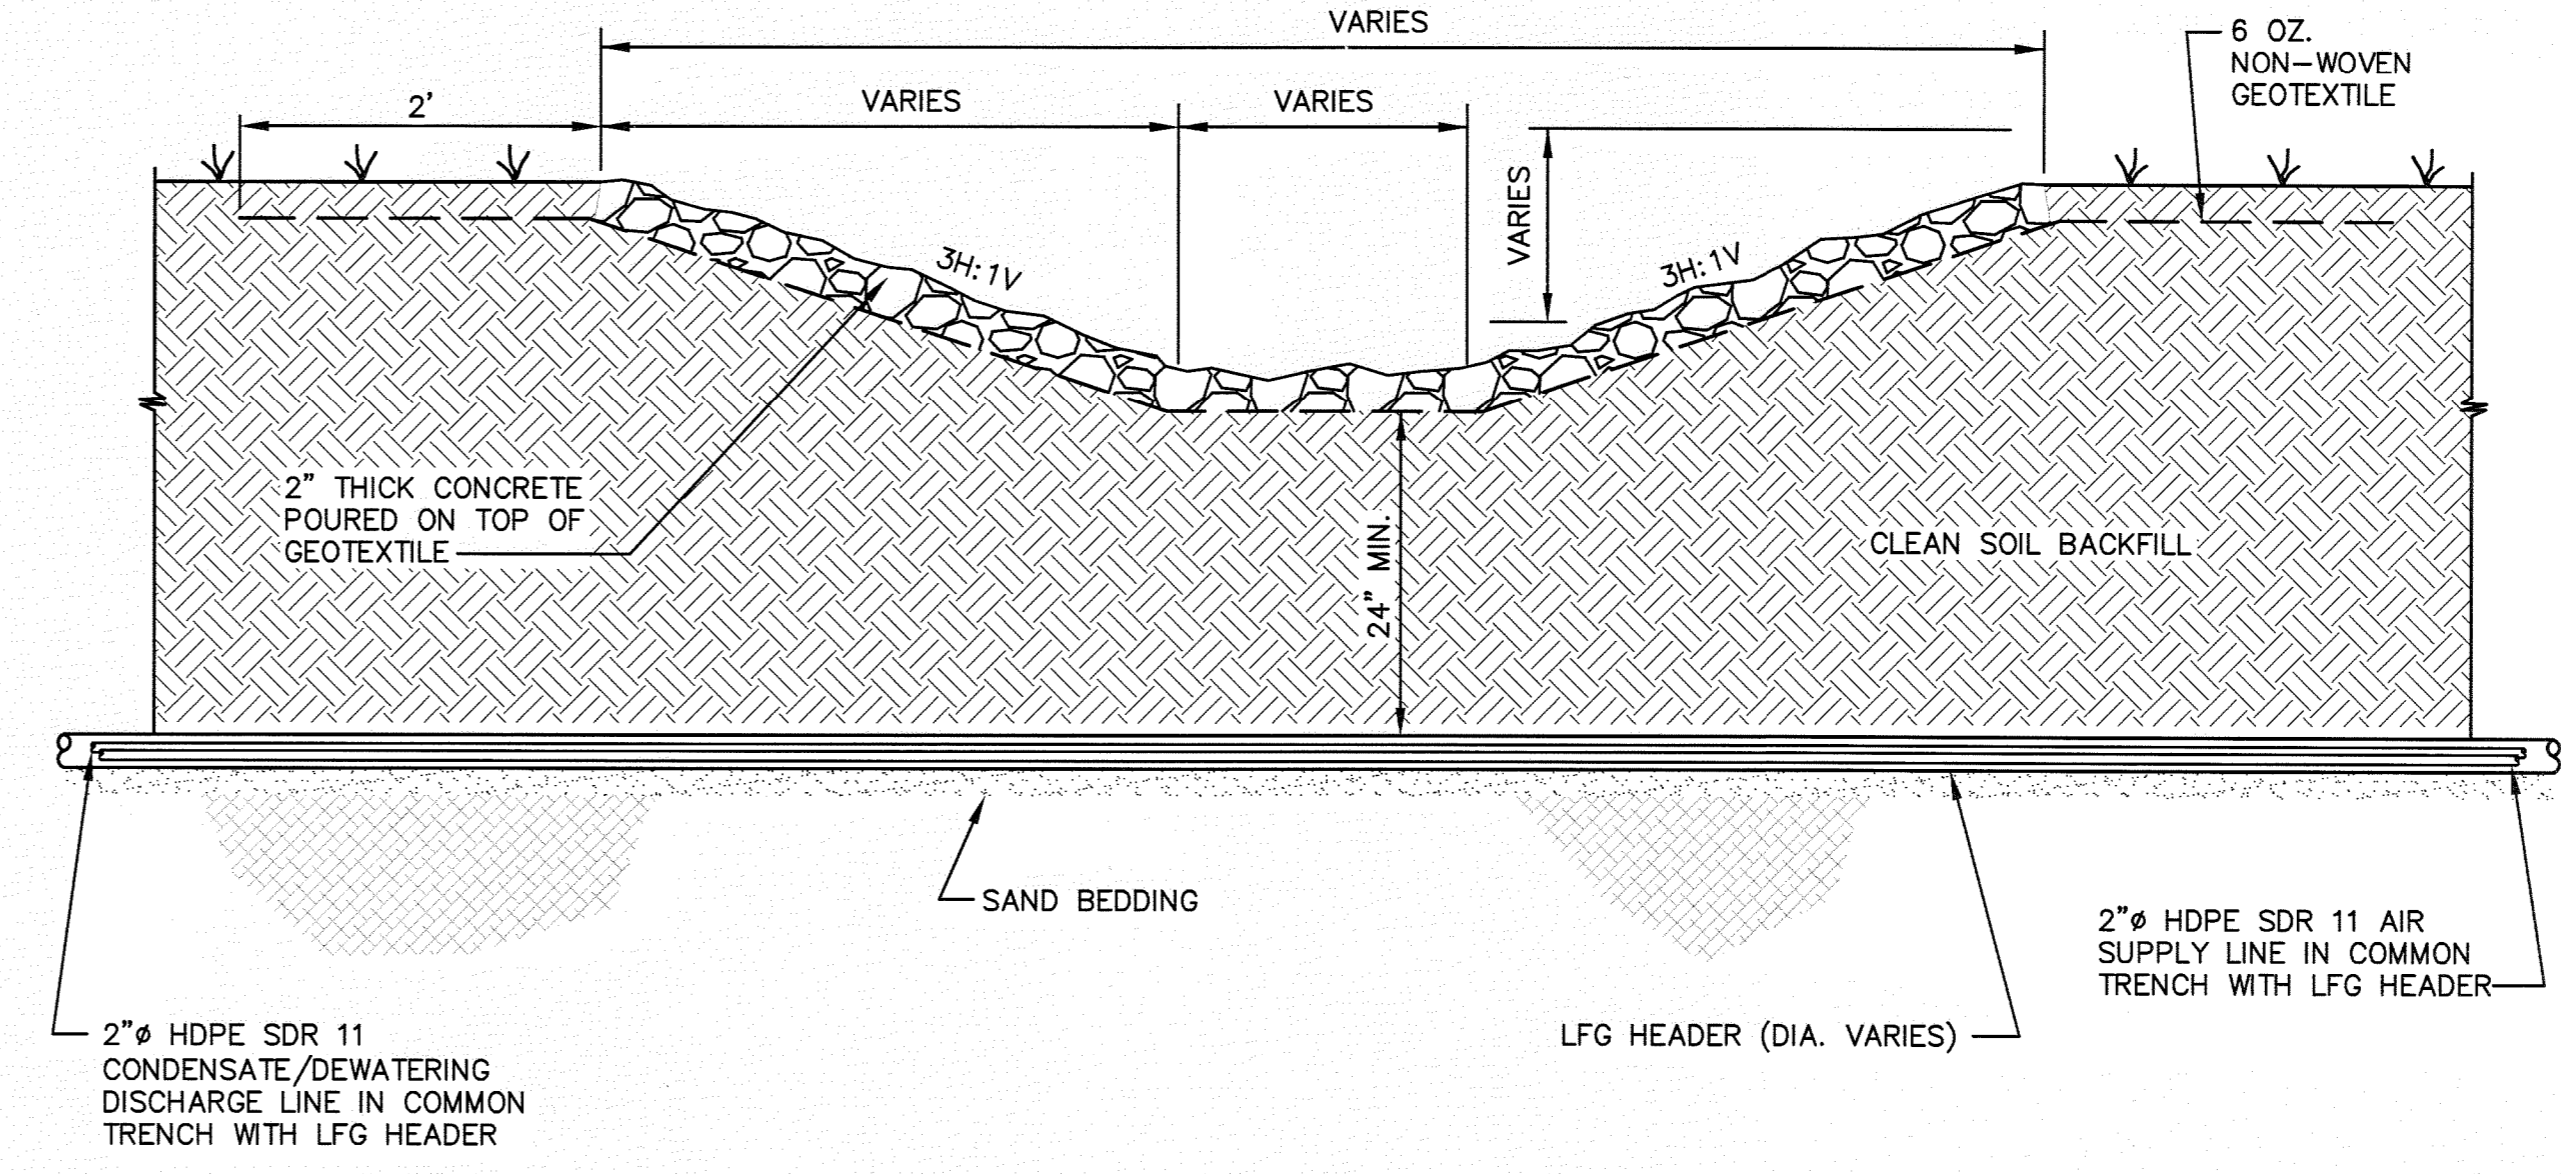 VARIES
6 OZ.
NON-WOVEN
GEOTEXTILE
2'
VARIES
VARIES
VARIES
3H:1V
3H:1V
2" THICK CONCRETE
POURED ON TOP OF
GEOTEXTILE
24" MIN.
CLEAN SOIL BACKFILL
SAND BEDDING
2"ø HDPE SDR 11 AIR
SUPPLY LINE IN COMMON
TRENCH WITH LFG HEADER
LFG HEADER (DIA. VARIES)
2"ø HDPE SDR 11
CONDENSATE/DEWATERING
DISCHARGE LINE IN COMMON
TRENCH WITH LFG HEADER